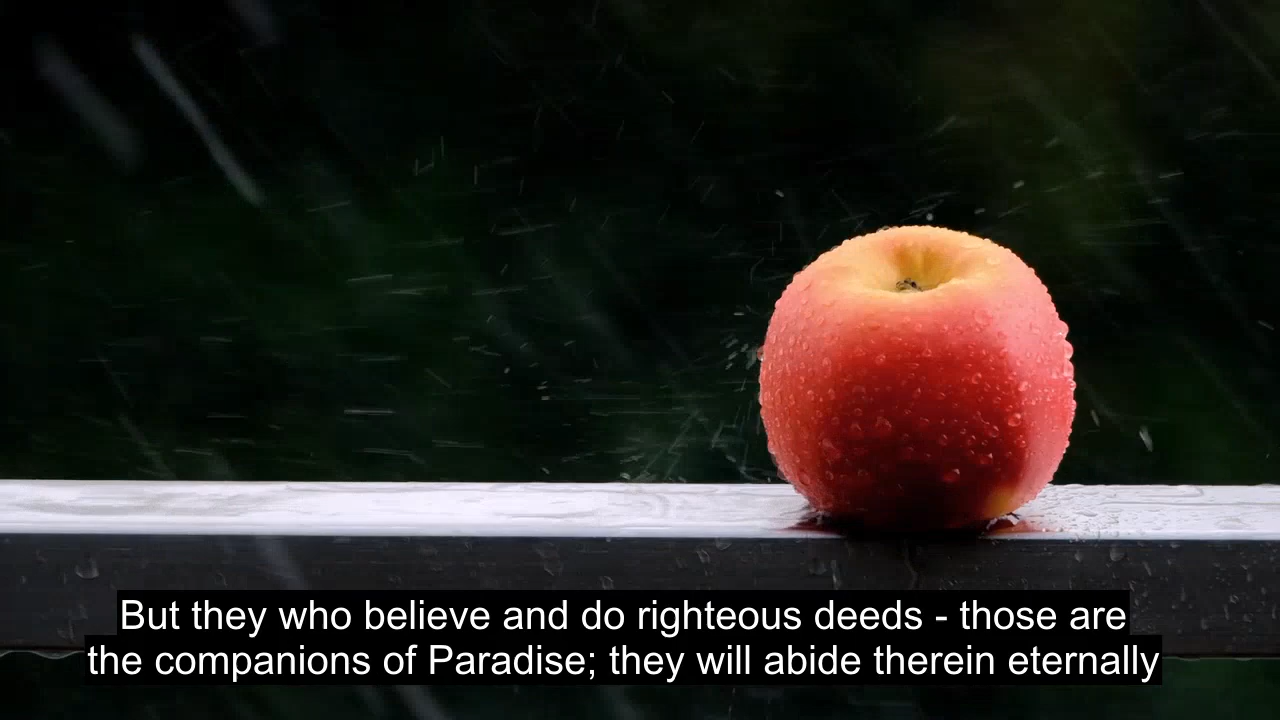 But they who believe and do righteous deeds - those are
the companions of Paradise; they will abide therein eternally